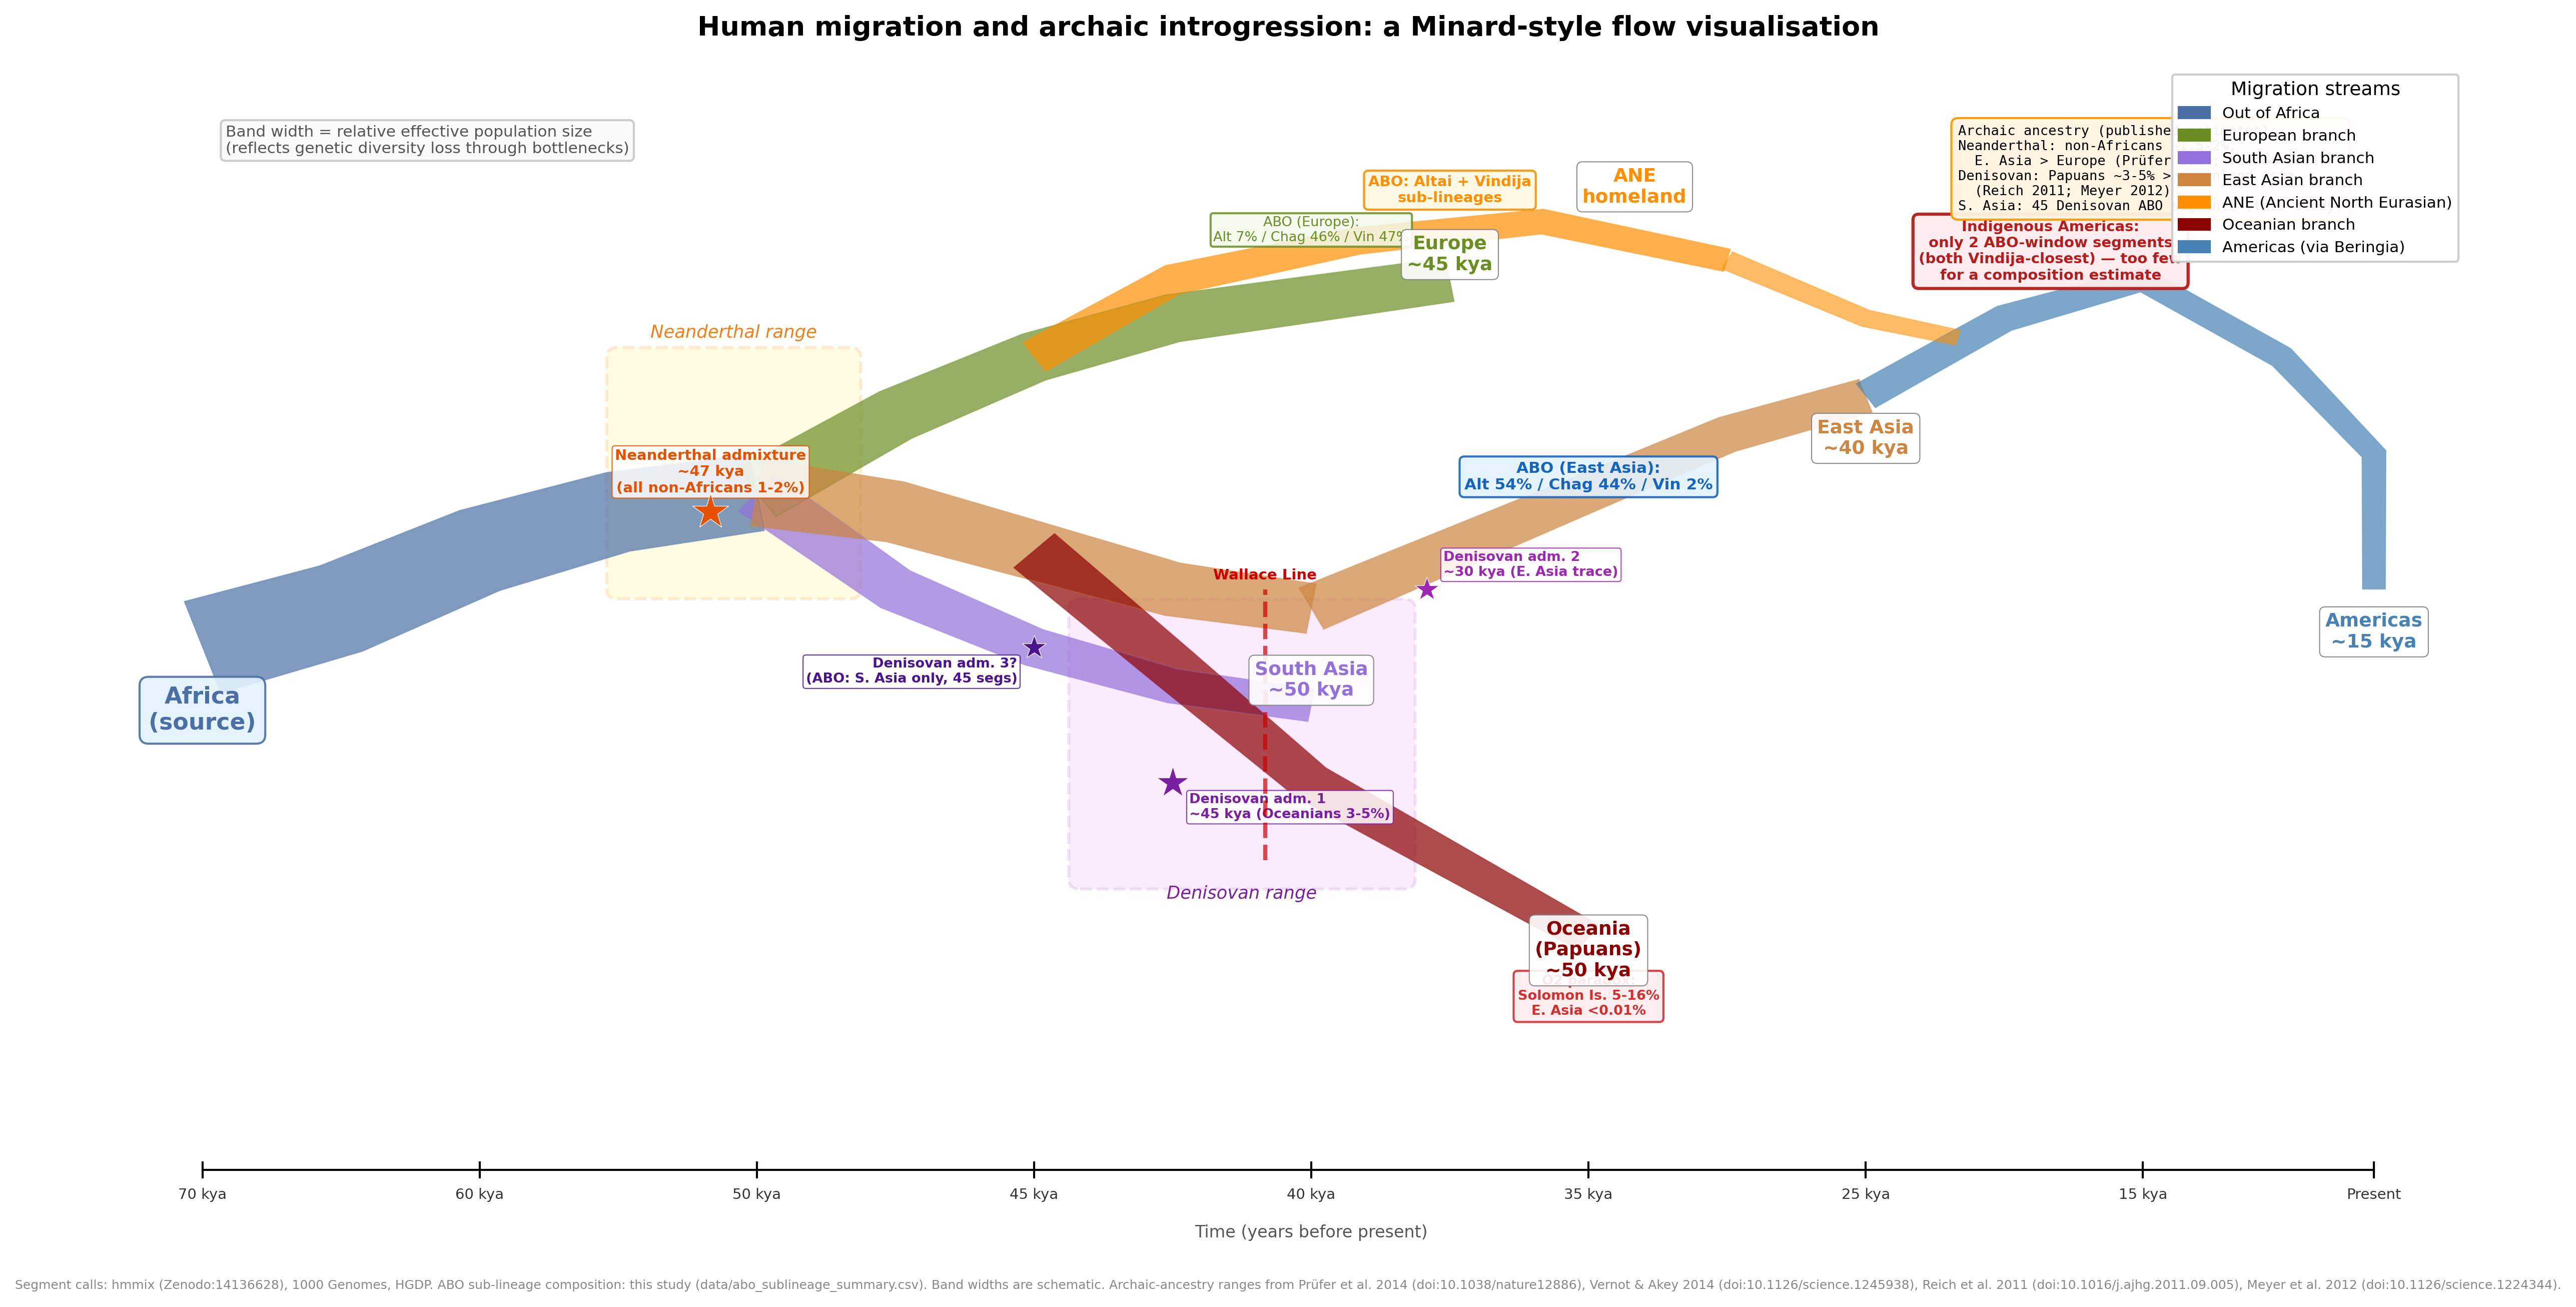 Human migration and archaic introgression: a Minard-style flow visualisation
Band width = relative effective population size
(reflects genetic diversity loss through bottlenecks)
Migration streams
Out of Africa
European branch
South Asian branch
East Asian branch
ANE (Ancient North Eurasian)
Oceanian branch
Americas (via Beringia)
Archaic ancestry (publishe
Neanderthal: non-Africans
E. Asia > Europe (Prüfer
Denisovan: Papuans ~3-5% >
(Reich 2011; Meyer 2012)
S. Asia: 45 Denisovan ABO
Indigenous Americas:
only 2 ABO-window segments
(both Vindija-closest) — too few
for a composition estimate
ABO: Altai + Vindija
sub-lineages
ANE
homeland
ABO (Europe):
Alt 7% / Chag 46% / Vin 47%
Europe
~45 kya
Neanderthal range
Neanderthal admixture
~47 kya
(all non-Africans 1-2%)
East Asia
~40 kya
ABO (East Asia):
Alt 54% / Chag 44% / Vin 2%
Denisovan adm. 2
~30 kya (E. Asia trace)
Wallace Line
Americas
~15 kya
Denisovan adm. 3?
(ABO: S. Asia only, 45 segs)
South Asia
~50 kya
Africa
(source)
Denisovan adm. 1
~45 kya (Oceanians 3-5%)
Denisovan range
Oceania
(Papuans)
~50 kya
Solomon Is. 5-16%
E. Asia <0.01%
70 kya
60 kya
50 kya
45 kya
40 kya
35 kya
25 kya
15 kya
Present
Time (years before present)
Segment calls: hmmix (Zenodo:14136628), 1000 Genomes, HGDP. ABO sub-lineage composition: this study (data/abo_sublineage_summary.csv). Band widths are schematic. Archaic-ancestry ranges from Prüfer et al. 2014 (doi:10.1038/nature12886), Vernot & Akey 2014 (doi:10.1126/science.1245938), Reich et al. 2011 (doi:10.1016/j.ajhg.2011.09.005), Meyer et al. 2012 (doi:10.1126/science.1224344).